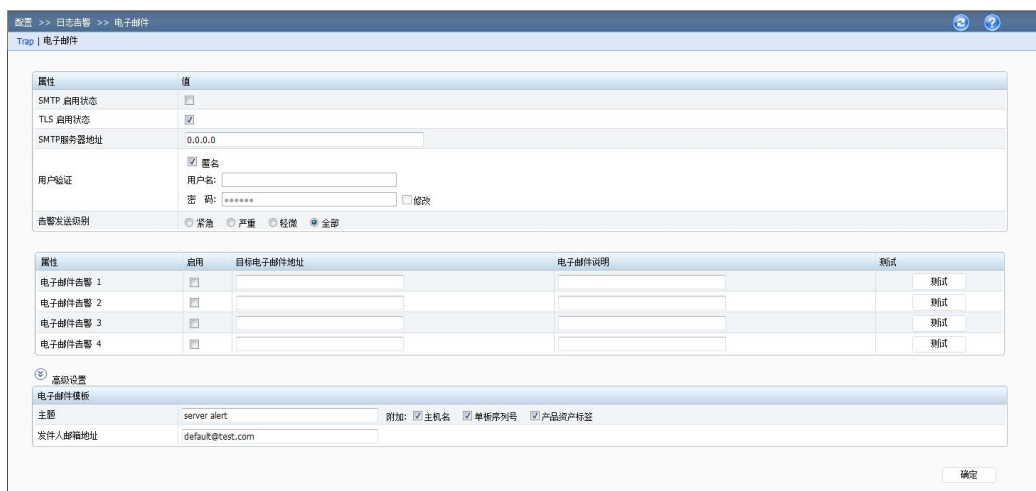 配置 >> 日志告警 >> 电子邮件
Trap | 电子邮件
属性 值
SMTP 启用状态
TLS 启用状态
SMTP服务器地址 0.0.0.0
用户验证
匿名
用户名:
密 码: ●●●●●● 修改
告警发送级别 紧急 严重 轻微 全部
属性 启用 目标电子邮件地址 电子邮件说明 测试
电子邮件告警 1 测试
电子邮件告警 2 测试
电子邮件告警 3 测试
电子邮件告警 4 测试
高级设置
电子邮件模板
主题 server alert 附加: 主机名 单板序列号 产品资产标签
发件人邮箱地址 default@test.com
确定